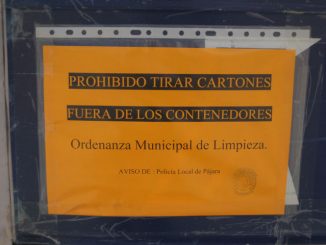 PROHIBIDO TIRAR CARTONES
FUERA DE LOS CONTENEDORES
Ordenanza Municipal de Limpieza.
AVISO DE : Policía Local de Pájara